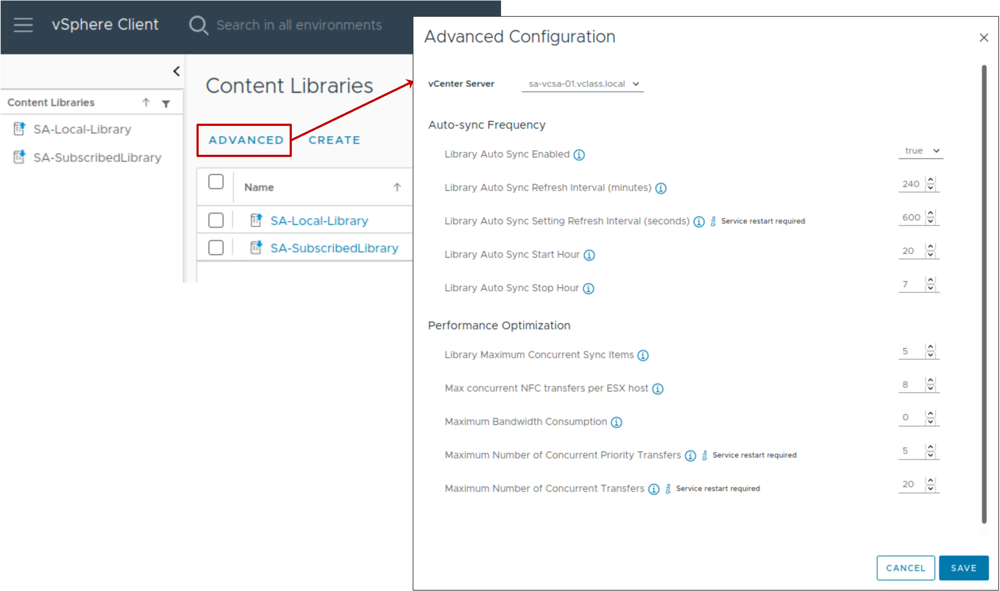 vSphere Client
Search in all environments
Content Libraries
SA-Local-Library
SA-SubscribedLibrary
Content Libraries
ADVANCED CREATE
Name
SA-Local-Library
SA-SubscribedLibrary
Advanced Configuration
vCenter Server sa-vcsa-01.vclass.local
Auto-sync Frequency
Library Auto Sync Enabled true
Library Auto Sync Refresh Interval (minutes) 240
Library Auto Sync Setting Refresh Interval (seconds) Service restart required 600
Library Auto Sync Start Hour 20
Library Auto Sync Stop Hour 7
Performance Optimization
Library Maximum Concurrent Sync Items 5
Max concurrent NFC transfers per ESX host 8
Maximum Bandwidth Consumption 0
Maximum Number of Concurrent Priority Transfers Service restart required 5
Maximum Number of Concurrent Transfers Service restart required 20
CANCEL SAVE